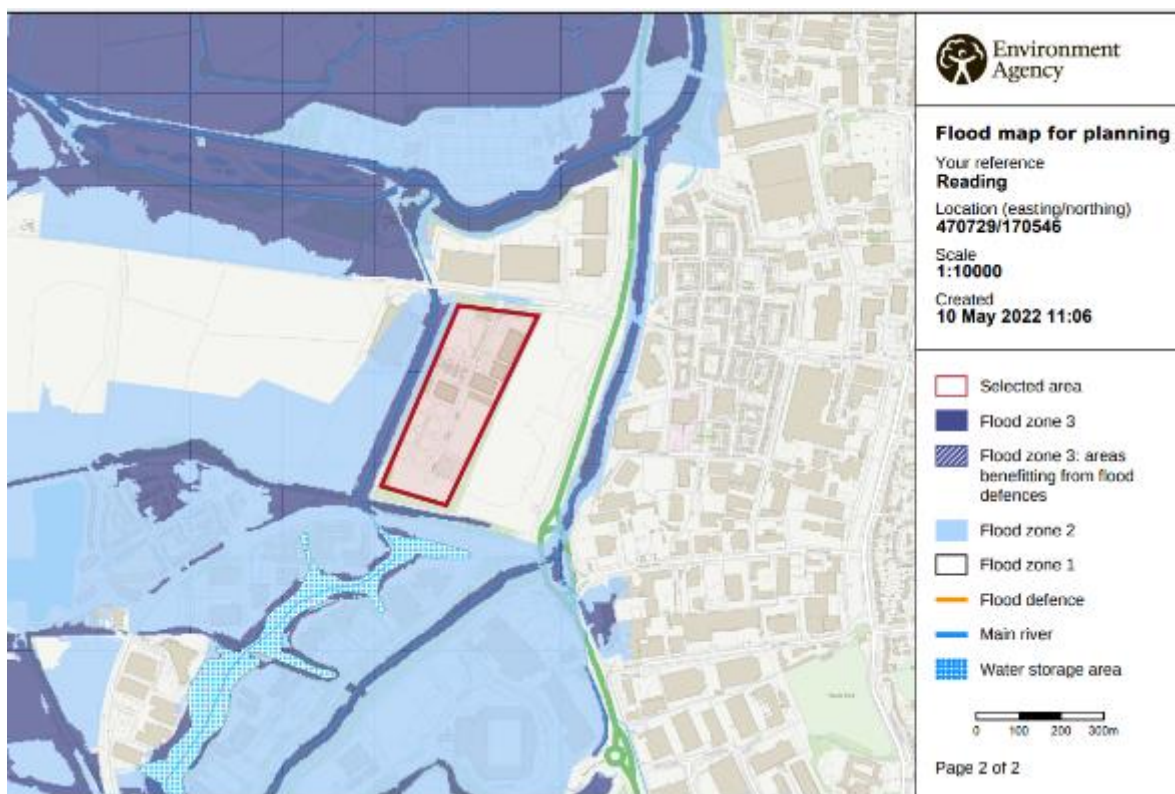 Environment
Agency
Flood map for planning
Your reference
Reading
Location (easting/northing)
470729/170546
Scale
1:10000
Created
10 May 2022 11:06
Selected area
Flood zone 3
Flood zone 3: areas
benefitting from flood
defences
Flood zone 2
Flood zone 1
Flood defence
Main river
Water storage area
0 100 200 300m
Page 2 of 2